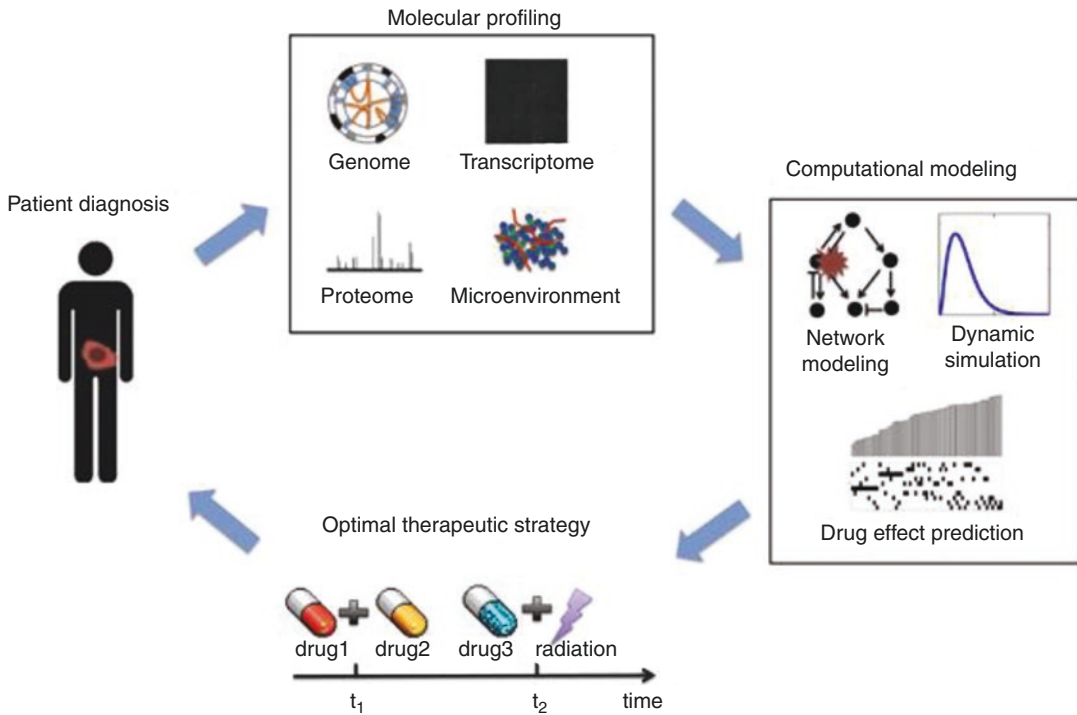 Molecular profiling
Genome
Transcriptome
Proteome
Microenvironment
Patient diagnosis
Computational modeling
Network
modeling
Dynamic
simulation
Drug effect prediction
Optimal therapeutic strategy
drug1
drug2
drug3
radiation
t₁
t₂
time